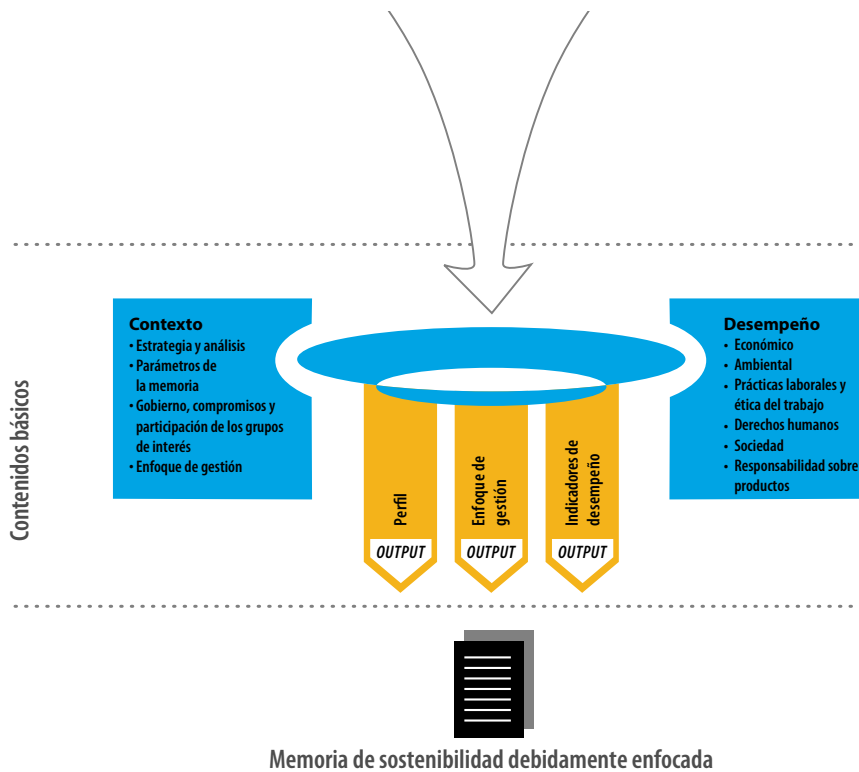 Contenidos básicos
Contexto
• Estrategia y análisis
• Parámetros de
la memoria
• Gobierno, compromisos y
participación de los grupos
de interés
• Enfoque de gestión
Perfil
OUTPUT
Enfoque de
gestión
OUTPUT
Indicadores de
desempeño
OUTPUT
Desempeño
• Económico
• Ambiental
• Prácticas laborales y
ética del trabajo
• Derechos humanos
• Sociedad
• Responsabilidad sobre
productos
Memoria de sostenibilidad debidamente enfocada